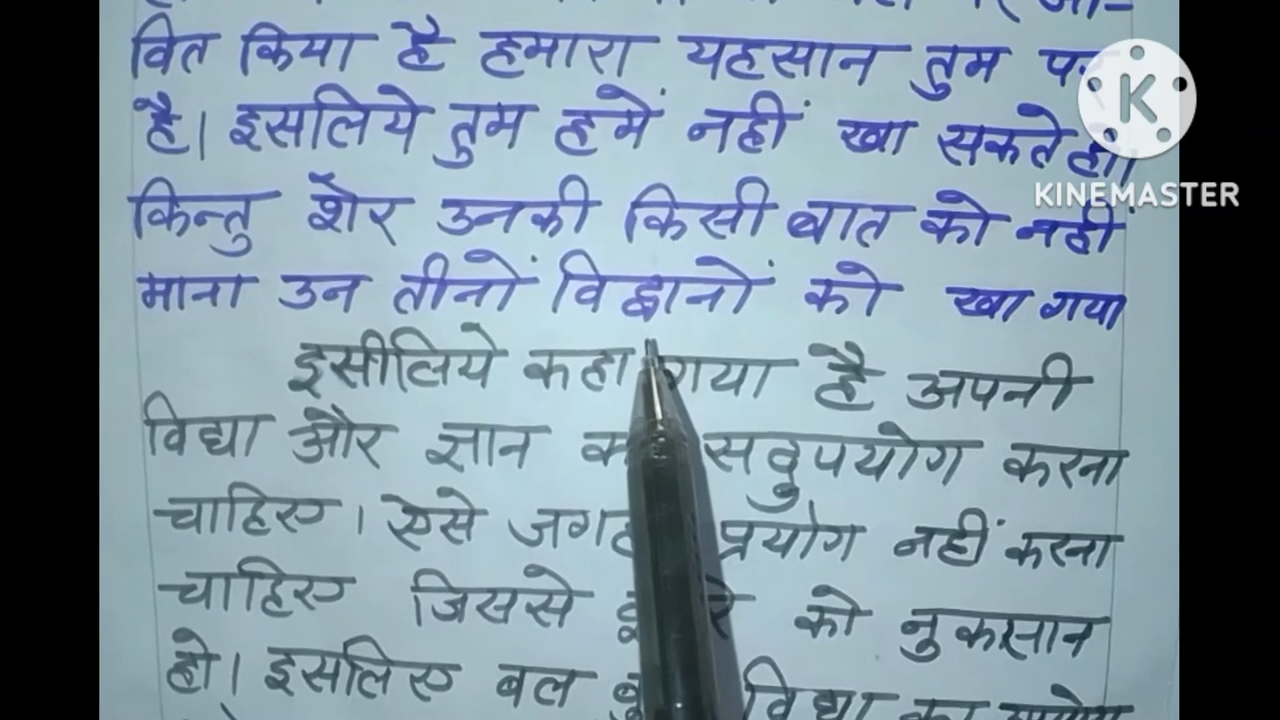 वित किया है हमारा यहसान तुम पर
है। इसलिये तुम हमें नहीं खा सकते हो।
किन्तु शेर उनकी किसी बात को नहीं
माना उन तीनों विद्वानों को खा गया
इसीलिये कहा गया है अपनी
विद्या और ज्ञान का सदुपयोग करना
चाहिए। ऐसे जगह प्रयोग नहीं करना
चाहिए जिससे दूसरे को नुकसान
हो। इसलिए बल विद्या का
K
KINEMASTER